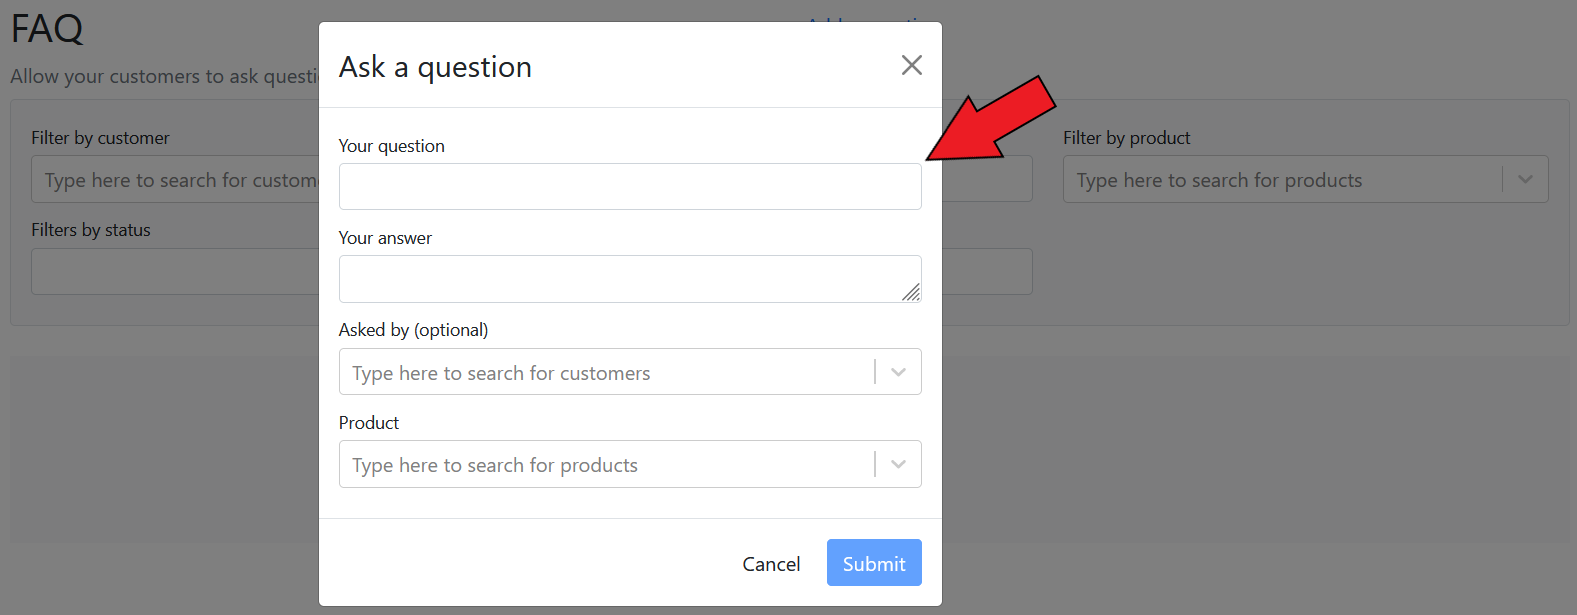 FAQ
Allow your customers to ask
Ask a question
Filter by customer
Type here to search for
Filter by product
Type here to search for products
Filters by status
Your question
Your answer
Asked by (optional)
Type here to search for customers
Product
Type here to search for products
Cancel
Submit